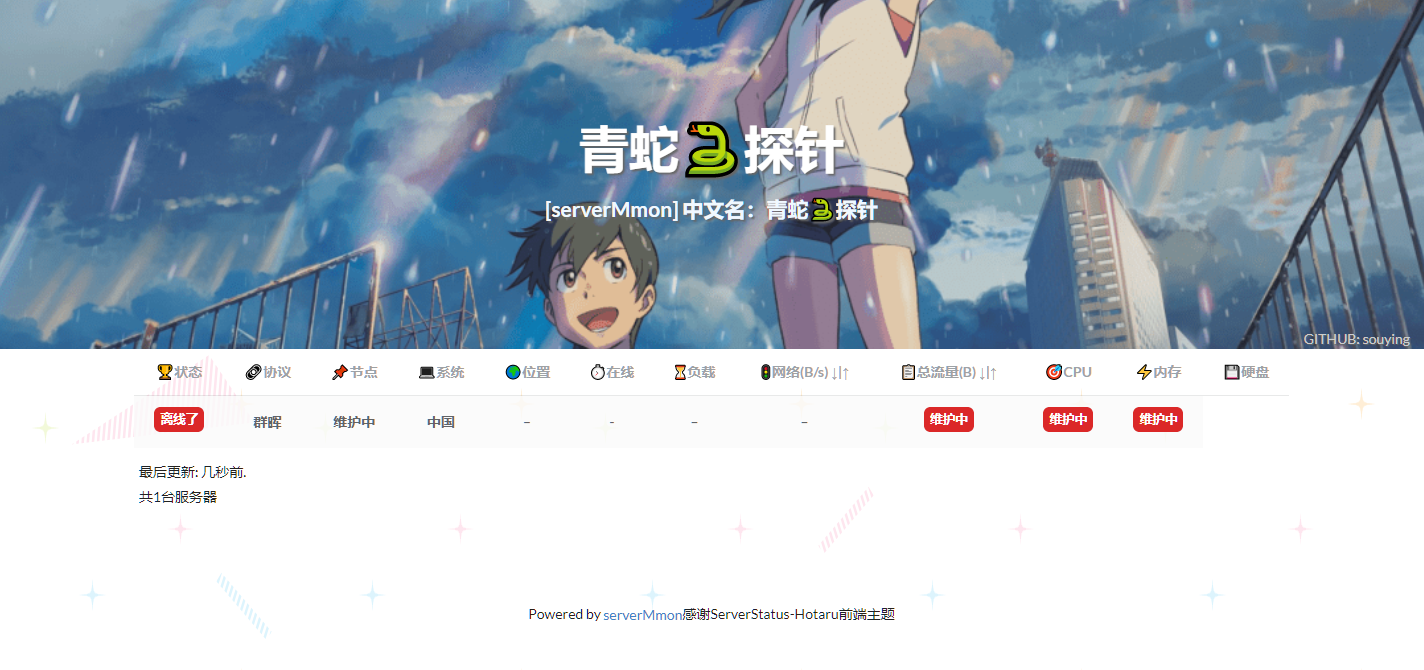 青蛇🐍探针
[serverMmon] 中文名：青蛇🐍探针
GITHUB: souying
🏆状态 🔗协议 📌节点 💻系统 🌍位置 ⏱在线 ⏳负载 🚦网络(B/s) ↓|↑ 📋总流量(B) ↓|↑ 🎯CPU ⚡内存 💾硬盘
离线了 群晖 维护中 中国 – – – – 维护中 维护中 维护中
最后更新: 几秒前.
共1台服务器
Powered by serverMmon感谢ServerStatus-Hotaru前端主题